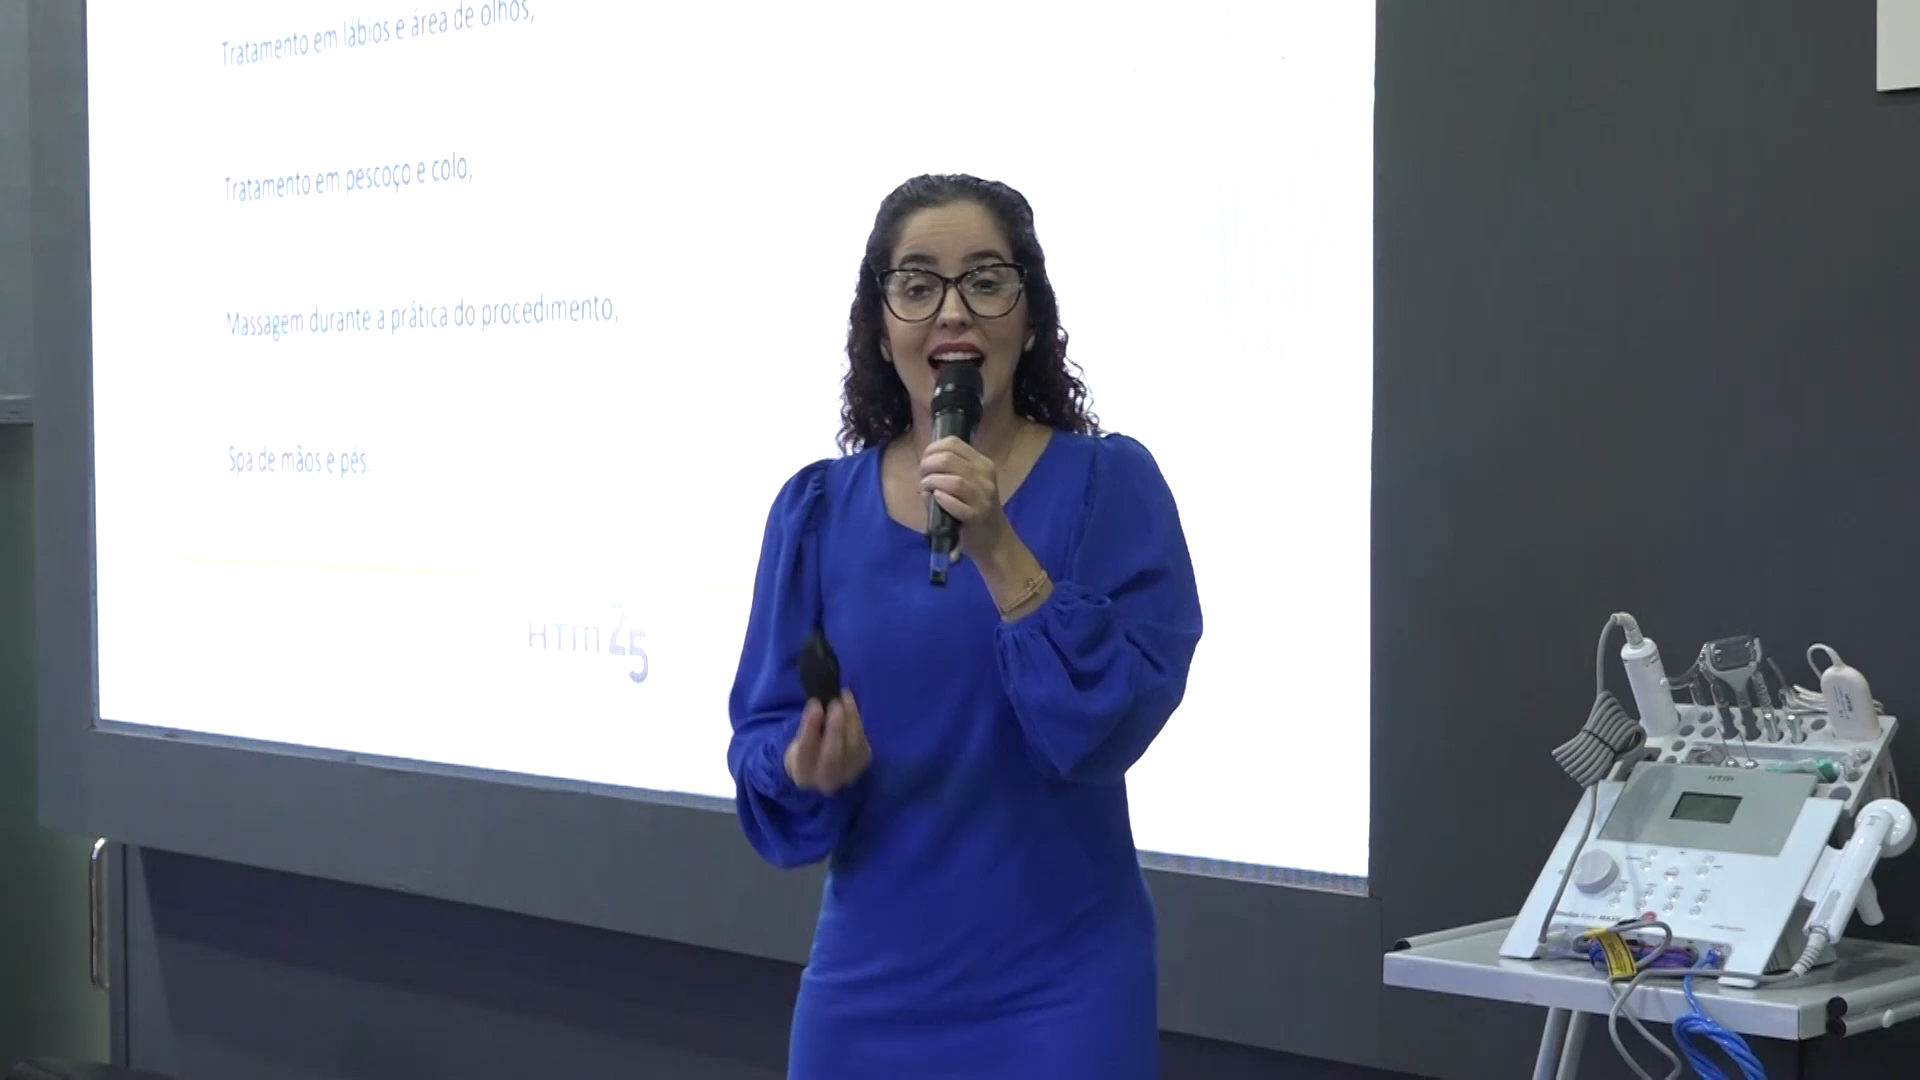 Tratamento em lábios e área de olhos,
Tratamento em pescoço e colo,
Massagem durante a prática do procedimento,
Spa de mãos e pés.
HTM 25
HTM